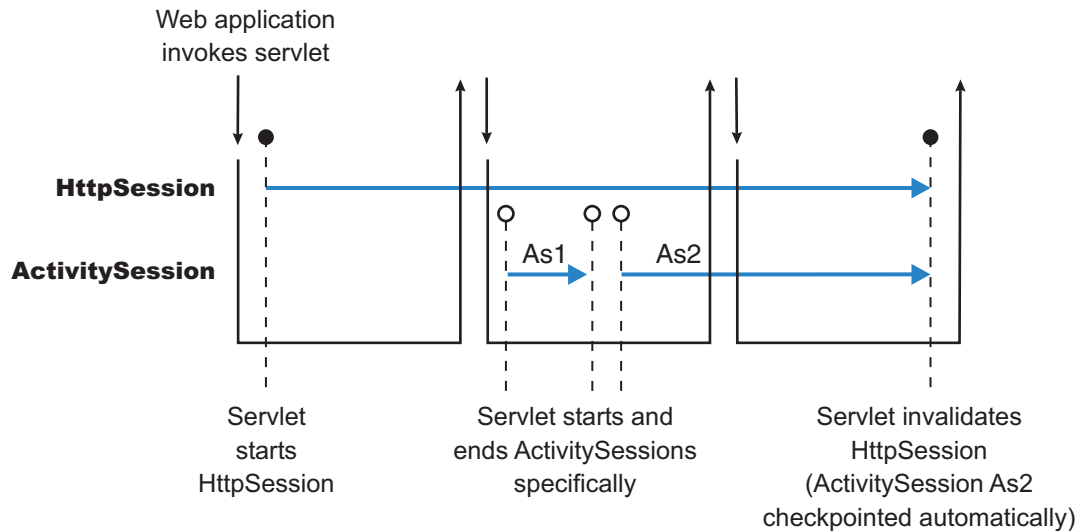 Web application
invokes servlet
HttpSession
ActivitySession
As1
As2
Servlet
starts
HttpSession
Servlet starts and
ends ActivitySessions
specifically
Servlet invalidates
HttpSession
(ActivitySession As2
checkpointed automatically)